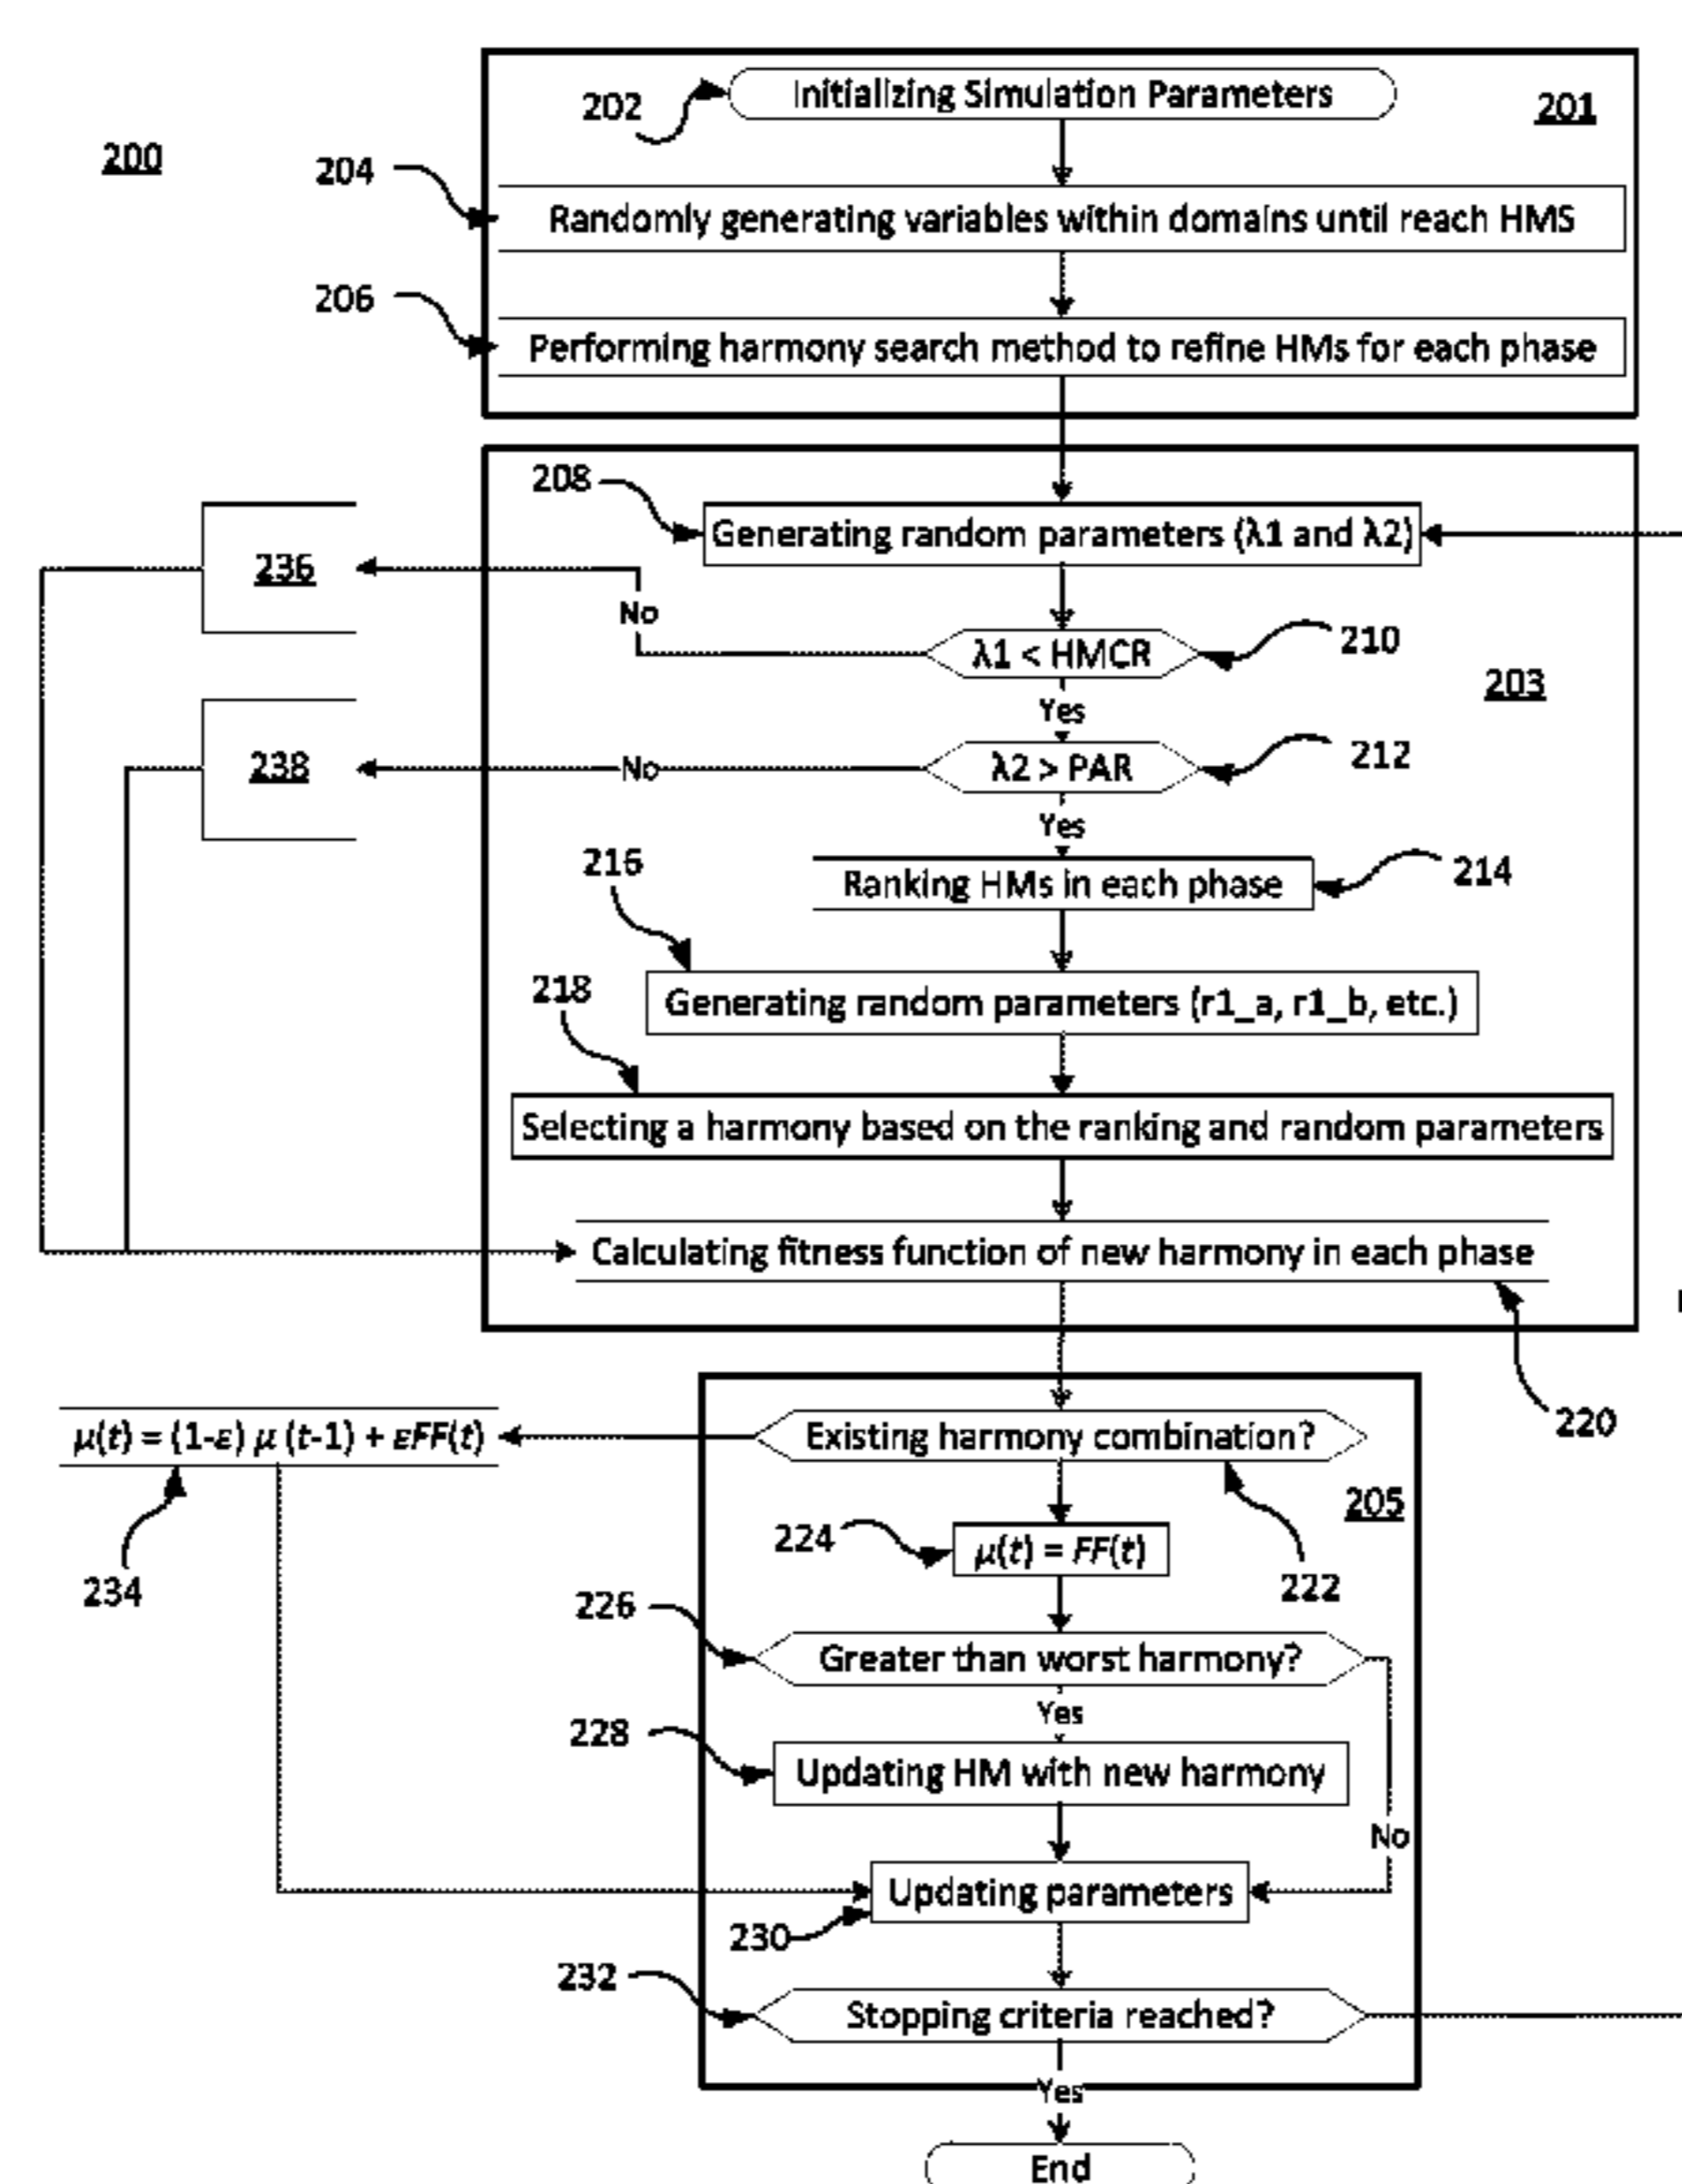 200
202
Initializing Simulation Parameters
201
204
Randomly generating variables within domains until reach HMS
206
Performing harmony search method to refine HMs for each phase
208
Generating random parameters (λ1 and λ2)
236
No
λ1 < HMCR
210
203
Yes
238
No
λ2 > PAR
212
Yes
216
Ranking HMs in each phase
214
218
Generating random parameters (r1_a, r1_b, etc.)
Selecting a harmony based on the ranking and random parameters
Calculating fitness function of new harmony in each phase
220
μ(t) = (1-ε) μ (t-1) + εFF(t)
Existing harmony combination?
205
234
224
μ(t) = FF(t)
222
226
Greater than worst harmony?
Yes
228
Updating HM with new harmony
No
Updating parameters
230
232
Stopping criteria reached?
Yes
End